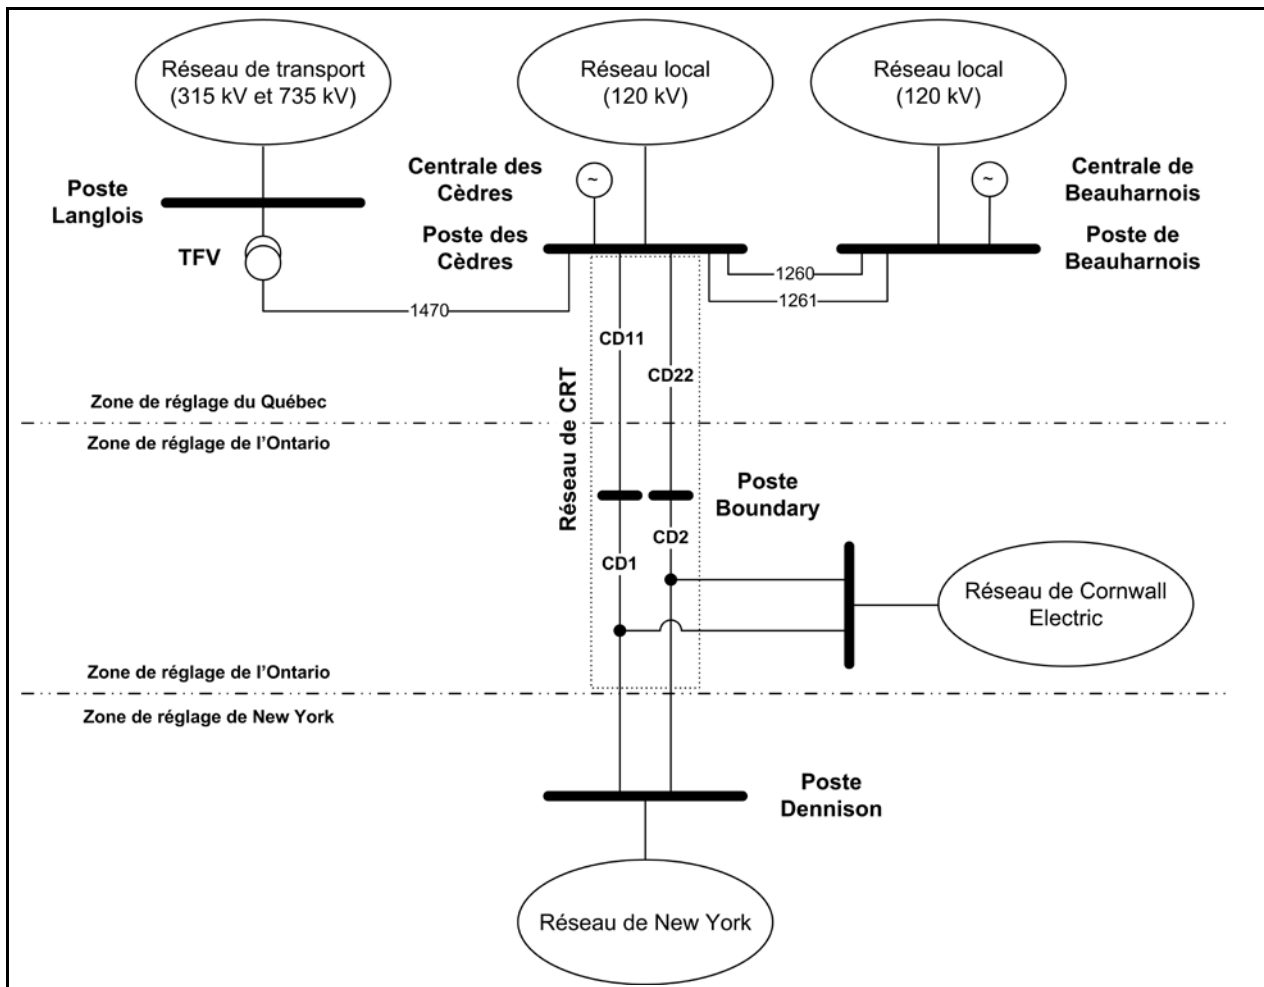 Réseau de transport
(315 kV et 735 kV)
Réseau local
(120 kV)
Réseau local
(120 kV)
Centrale des
Cèdres
~
~
Centrale de
Beauharnois
Poste
Langlois
TFV
Poste des
Cèdres
Poste de
Beauharnois
1260
1261
1470
CD11
CD22
Réseau de CRT
Zone de réglage du Québec
Zone de réglage de l'Ontario
Poste
Boundary
CD2
CD1
Réseau de Cornwall
Electric
Zone de réglage de l'Ontario
Zone de réglage de New York
Poste
Dennison
Réseau de New York